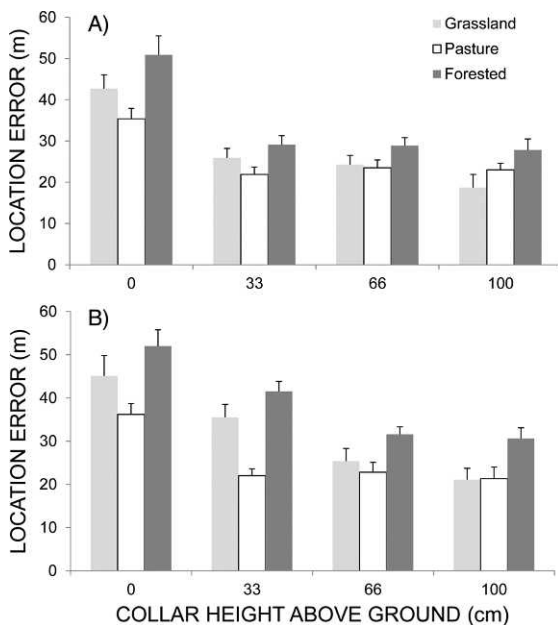 A)
Grassland
Pasture
Forested
LOCATION ERROR (m)
60
50
40
30
20
10
0
0 33 66 100
B)
LOCATION ERROR (m)
60
50
40
30
20
10
0
0 33 66 100
COLLAR HEIGHT ABOVE GROUND (cm)